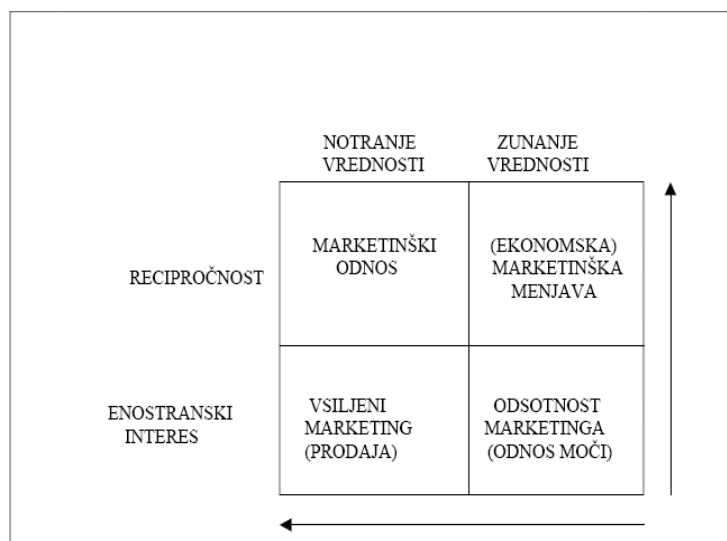 NOTRANJE
VREDNOSTI
ZUNANJE
VREDNOSTI
RECIPROČNOST
MARKETINŠKI
ODNOS
(EKONOMSKA)
MARKETINŠKA
MENJAVA
ENOSTRANSKI
INTERES
VSILJENI
MARKETING
(PRODAJA)
ODSOTNOST
MARKETINGA
(ODNOS MOČI)